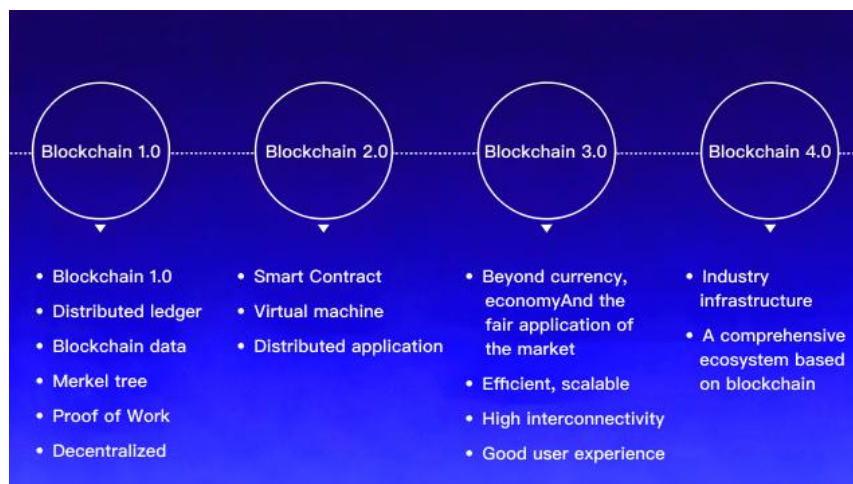 Blockchain 1.0
Blockchain 2.0
Blockchain 3.0
Blockchain 4.0
• Blockchain 1.0
• Distributed ledger
• Blockchain data
• Merkel tree
• Proof of Work
• Decentralized
• Smart Contract
• Virtual machine
• Distributed application
• Beyond currency,
economyAnd the
fair application of
the market
• Efficient, scalable
• High interconnectivity
• Good user experience
• Industry
infrastructure
• A comprehensive
ecosystem based
on blockchain